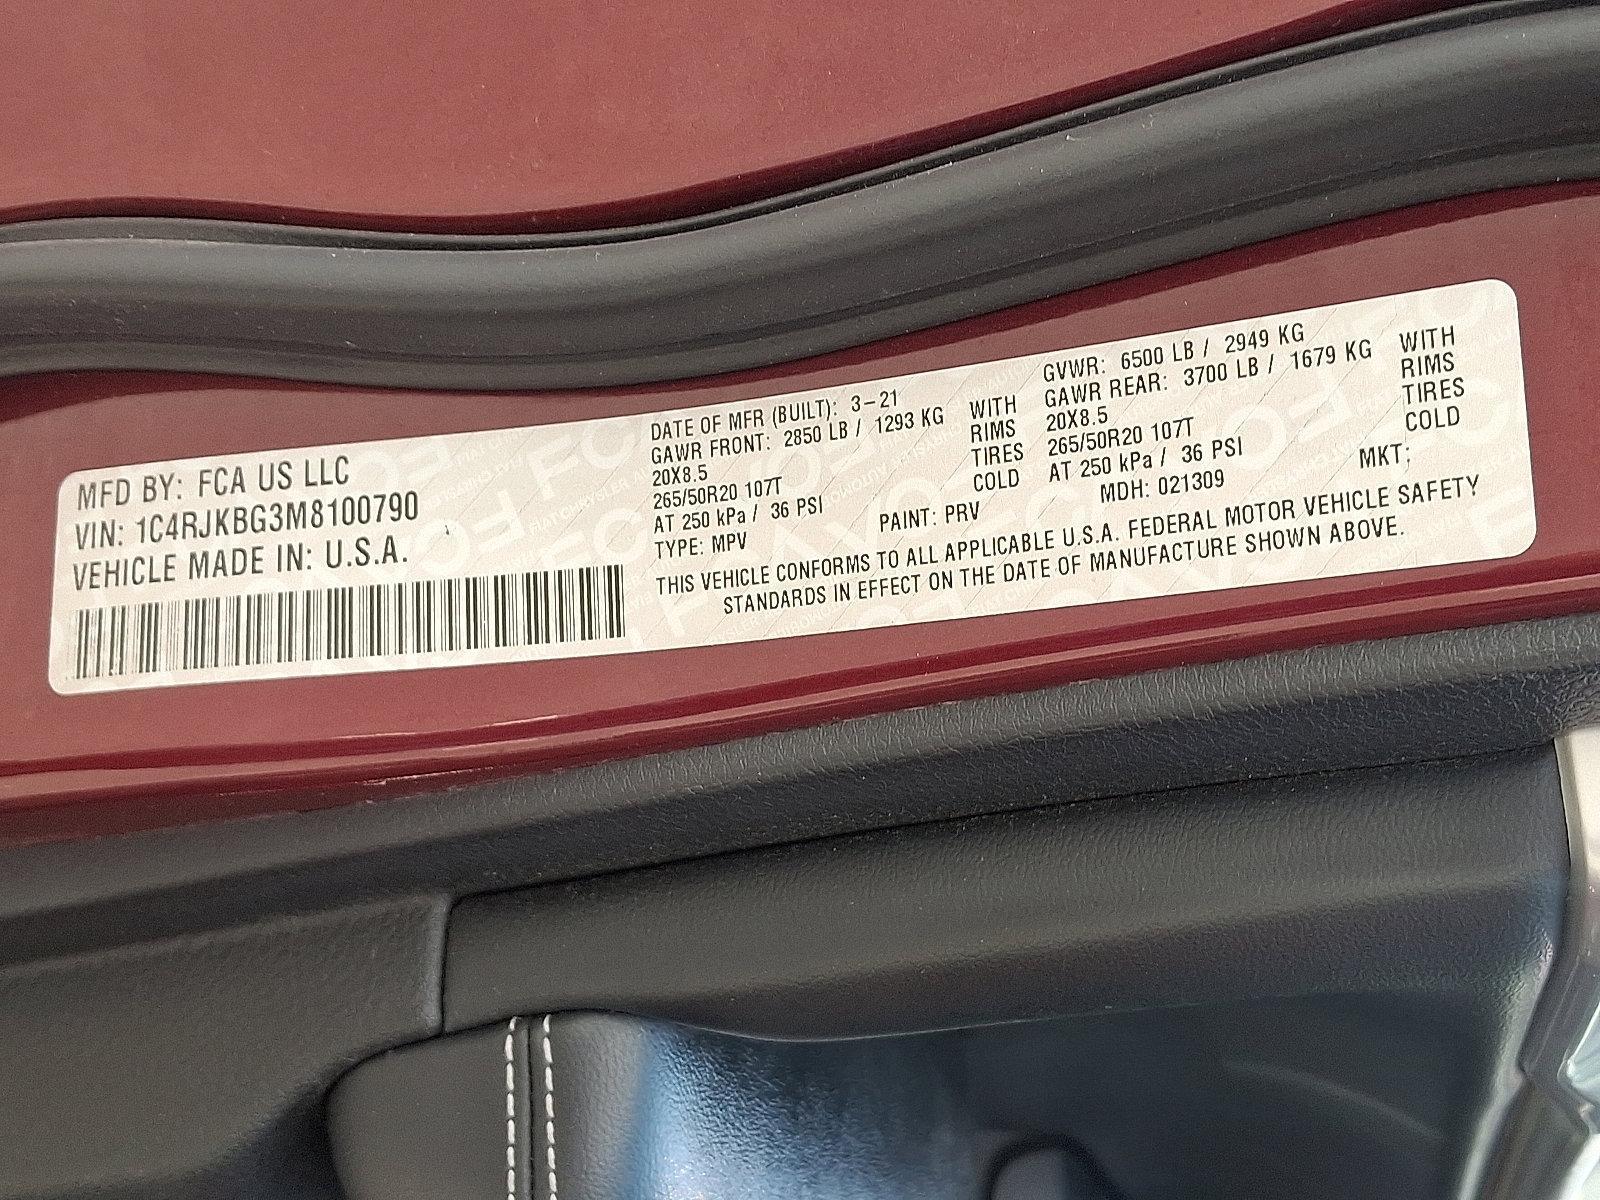 MFD BY: FCA US LLC
VIN: 1C4RJKBG3M8100790
VEHICLE MADE IN: U.S.A.
DATE OF MFR (BUILT): 3-21
GAWR FRONT: 2850 LB / 1293 KG WITH
20X8.5 RIMS
265/50R20 107T TIRES
AT 250 kPa / 36 PSI COLD
TYPE: MPV PAINT: PRV
GVWR: 6500 LB / 2949 KG
GAWR REAR: 3700 LB / 1679 KG WITH
20X8.5 RIMS
265/50R20 107T TIRES
AT 250 kPa / 36 PSI COLD
MDH: 021309 MKT:
THIS VEHICLE CONFORMS TO ALL APPLICABLE U.S.A. FEDERAL MOTOR VEHICLE SAFETY
STANDARDS IN EFFECT ON THE DATE OF MANUFACTURE SHOWN ABOVE.